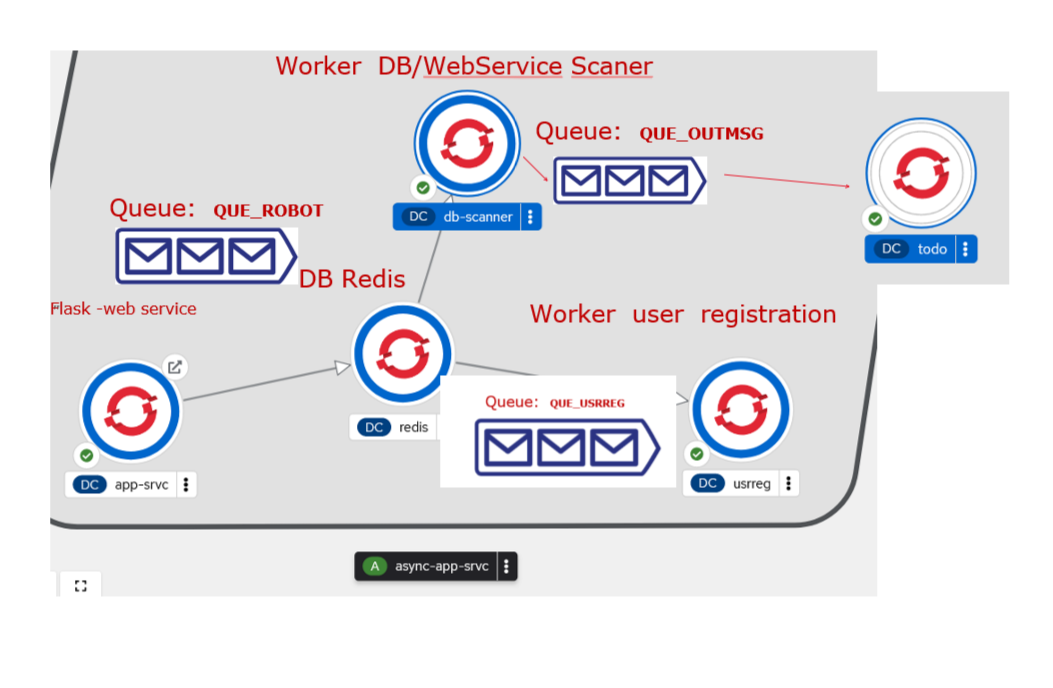 Worker DB/WebService Scaner
Queue: QUE_OUTMSG
DC db-scanner
DC todo
Queue: QUE_ROBOT
DB Redis
Flask -web service
Worker user registration
DC redis
Queue: QUE_USRREG
DC app-srvc
DC usrreg
A async-app-srvc